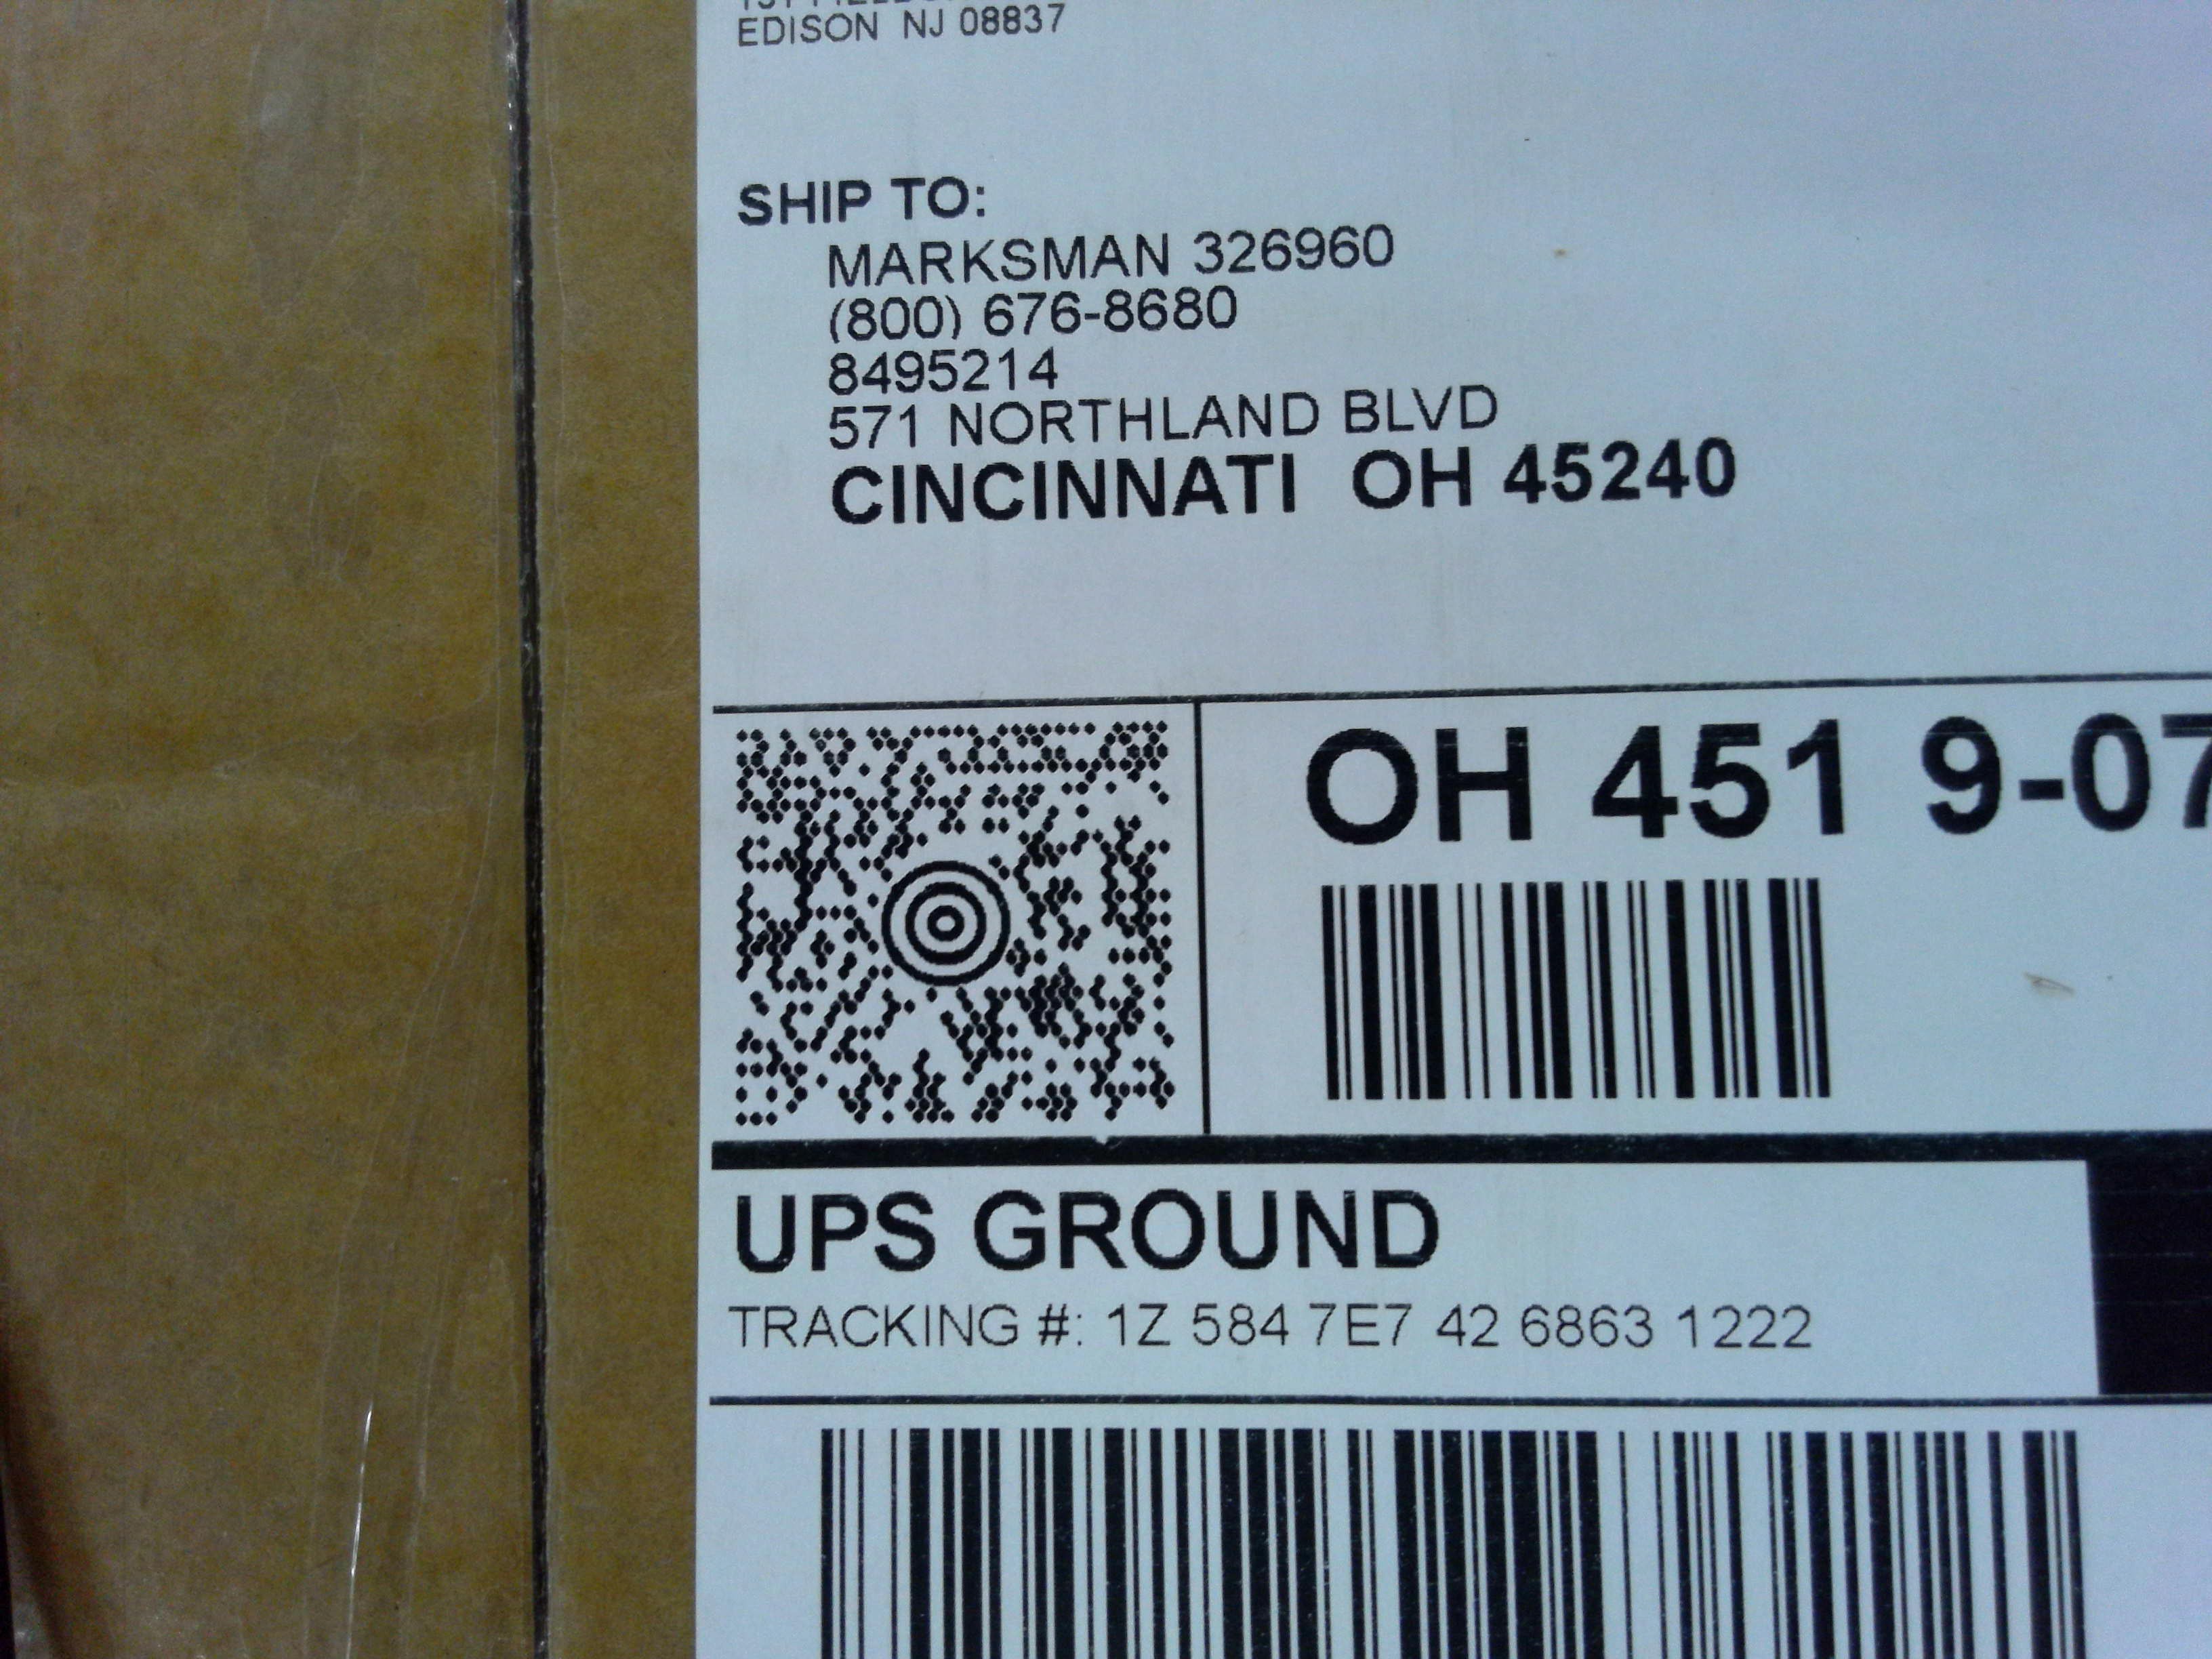 EDISON NJ 08837
SHIP TO:
MARKSMAN 326960
(800) 676-8680
8495214
571 NORTHLAND BLVD
CINCINNATI OH 45240
OH 451 9-07
UPS GROUND
TRACKING #: 1Z 584 7E7 42 6863 1222